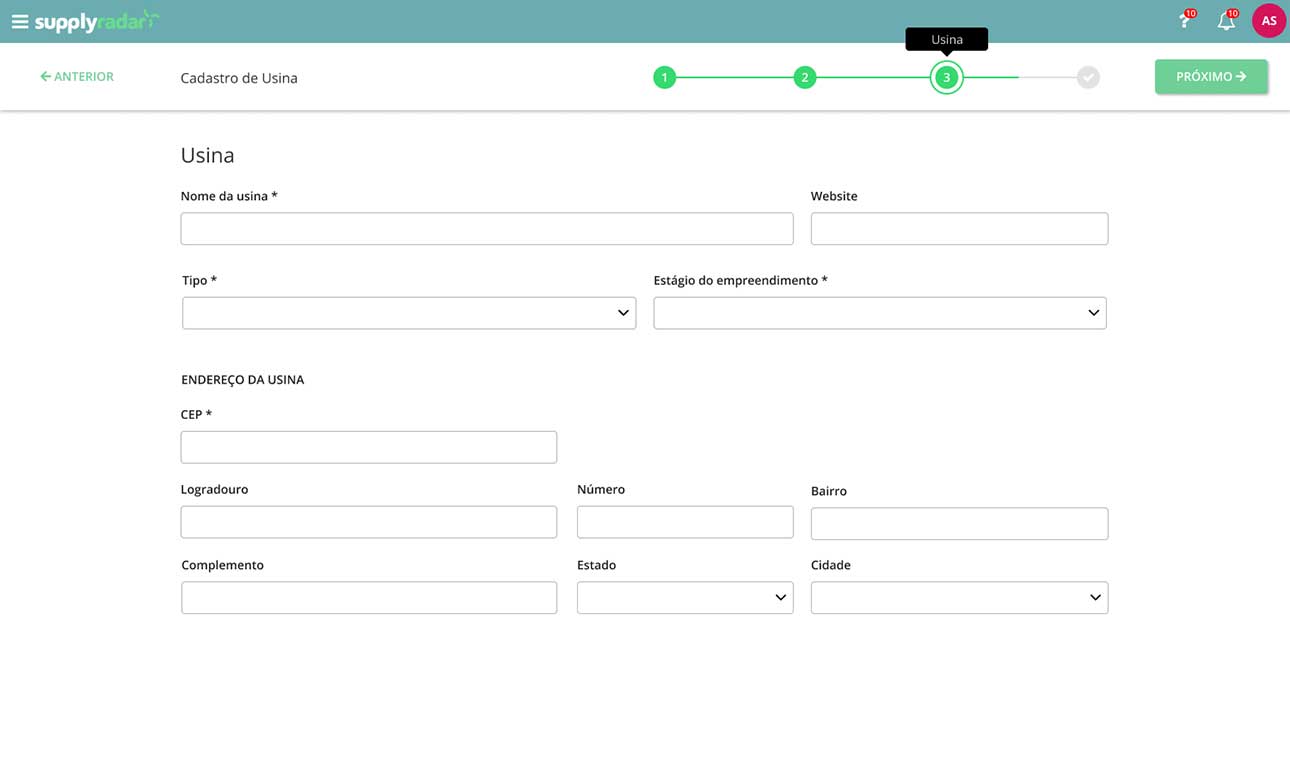 supplyradar
10
10
AS
Usina
ANTERIOR
Cadastro de Usina
1
2
3
PRÓXIMO
Usina
Nome da usina *
Website
Tipo *
Estágio do empreendimento *
ENDEREÇO DA USINA
CEP *
Logradouro
Número
Bairro
Complemento
Estado
Cidade